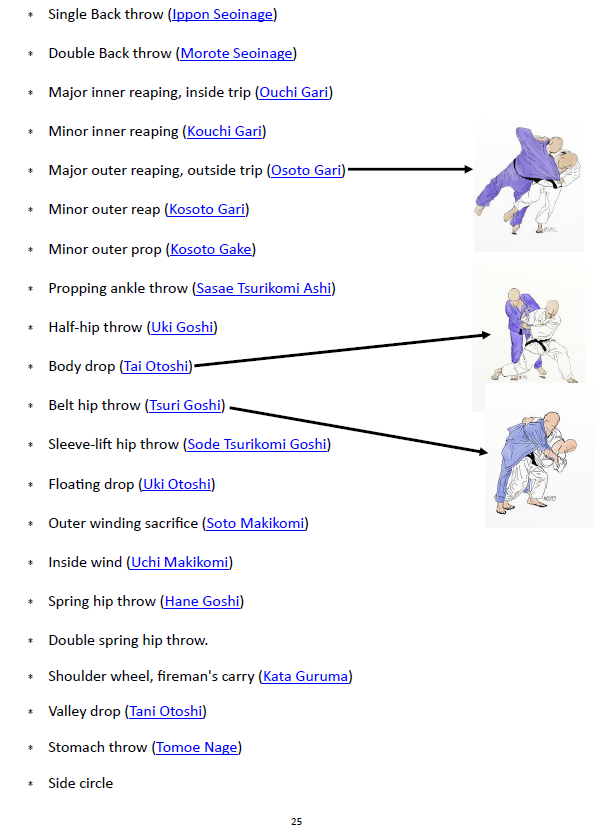 * Single Back throw (Ippon Seoinage)
* Double Back throw (Morote Seoinage)
* Major inner reaping, inside trip (Ouchi Gari)
* Minor inner reaping (Kouchi Gari)
* Major outer reaping, outside trip (Osoto Gari)
* Minor outer reap (Kosoto Gari)
* Minor outer prop (Kosoto Gake)
* Propping ankle throw (Sasae Tsurikomi Ashi)
* Half-hip throw (Uki Goshi)
* Body drop (Tai Otoshi)
* Belt hip throw (Tsuri Goshi)
* Sleeve-lift hip throw (Sode Tsurikomi Goshi)
* Floating drop (Uki Otoshi)
* Outer winding sacrifice (Soto Makikomi)
* Inside wind (Uchi Makikomi)
* Spring hip throw (Hane Goshi)
* Double spring hip throw.
* Shoulder wheel, fireman's carry (Kata Guruma)
* Valley drop (Tani Otoshi)
* Stomach throw (Tomoe Nage)
* Side circle
25